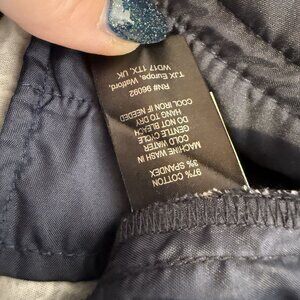 97% COTTON
3% SPANDEX
MACHINE WASH IN
COLD WATER
GENTLE CYCLE
DO NOT BLEACH
HANG TO DRY
COOL IRON IF NEEDED
RN# 96092
TJX Europe, Watford,
WD17 1TX, UK